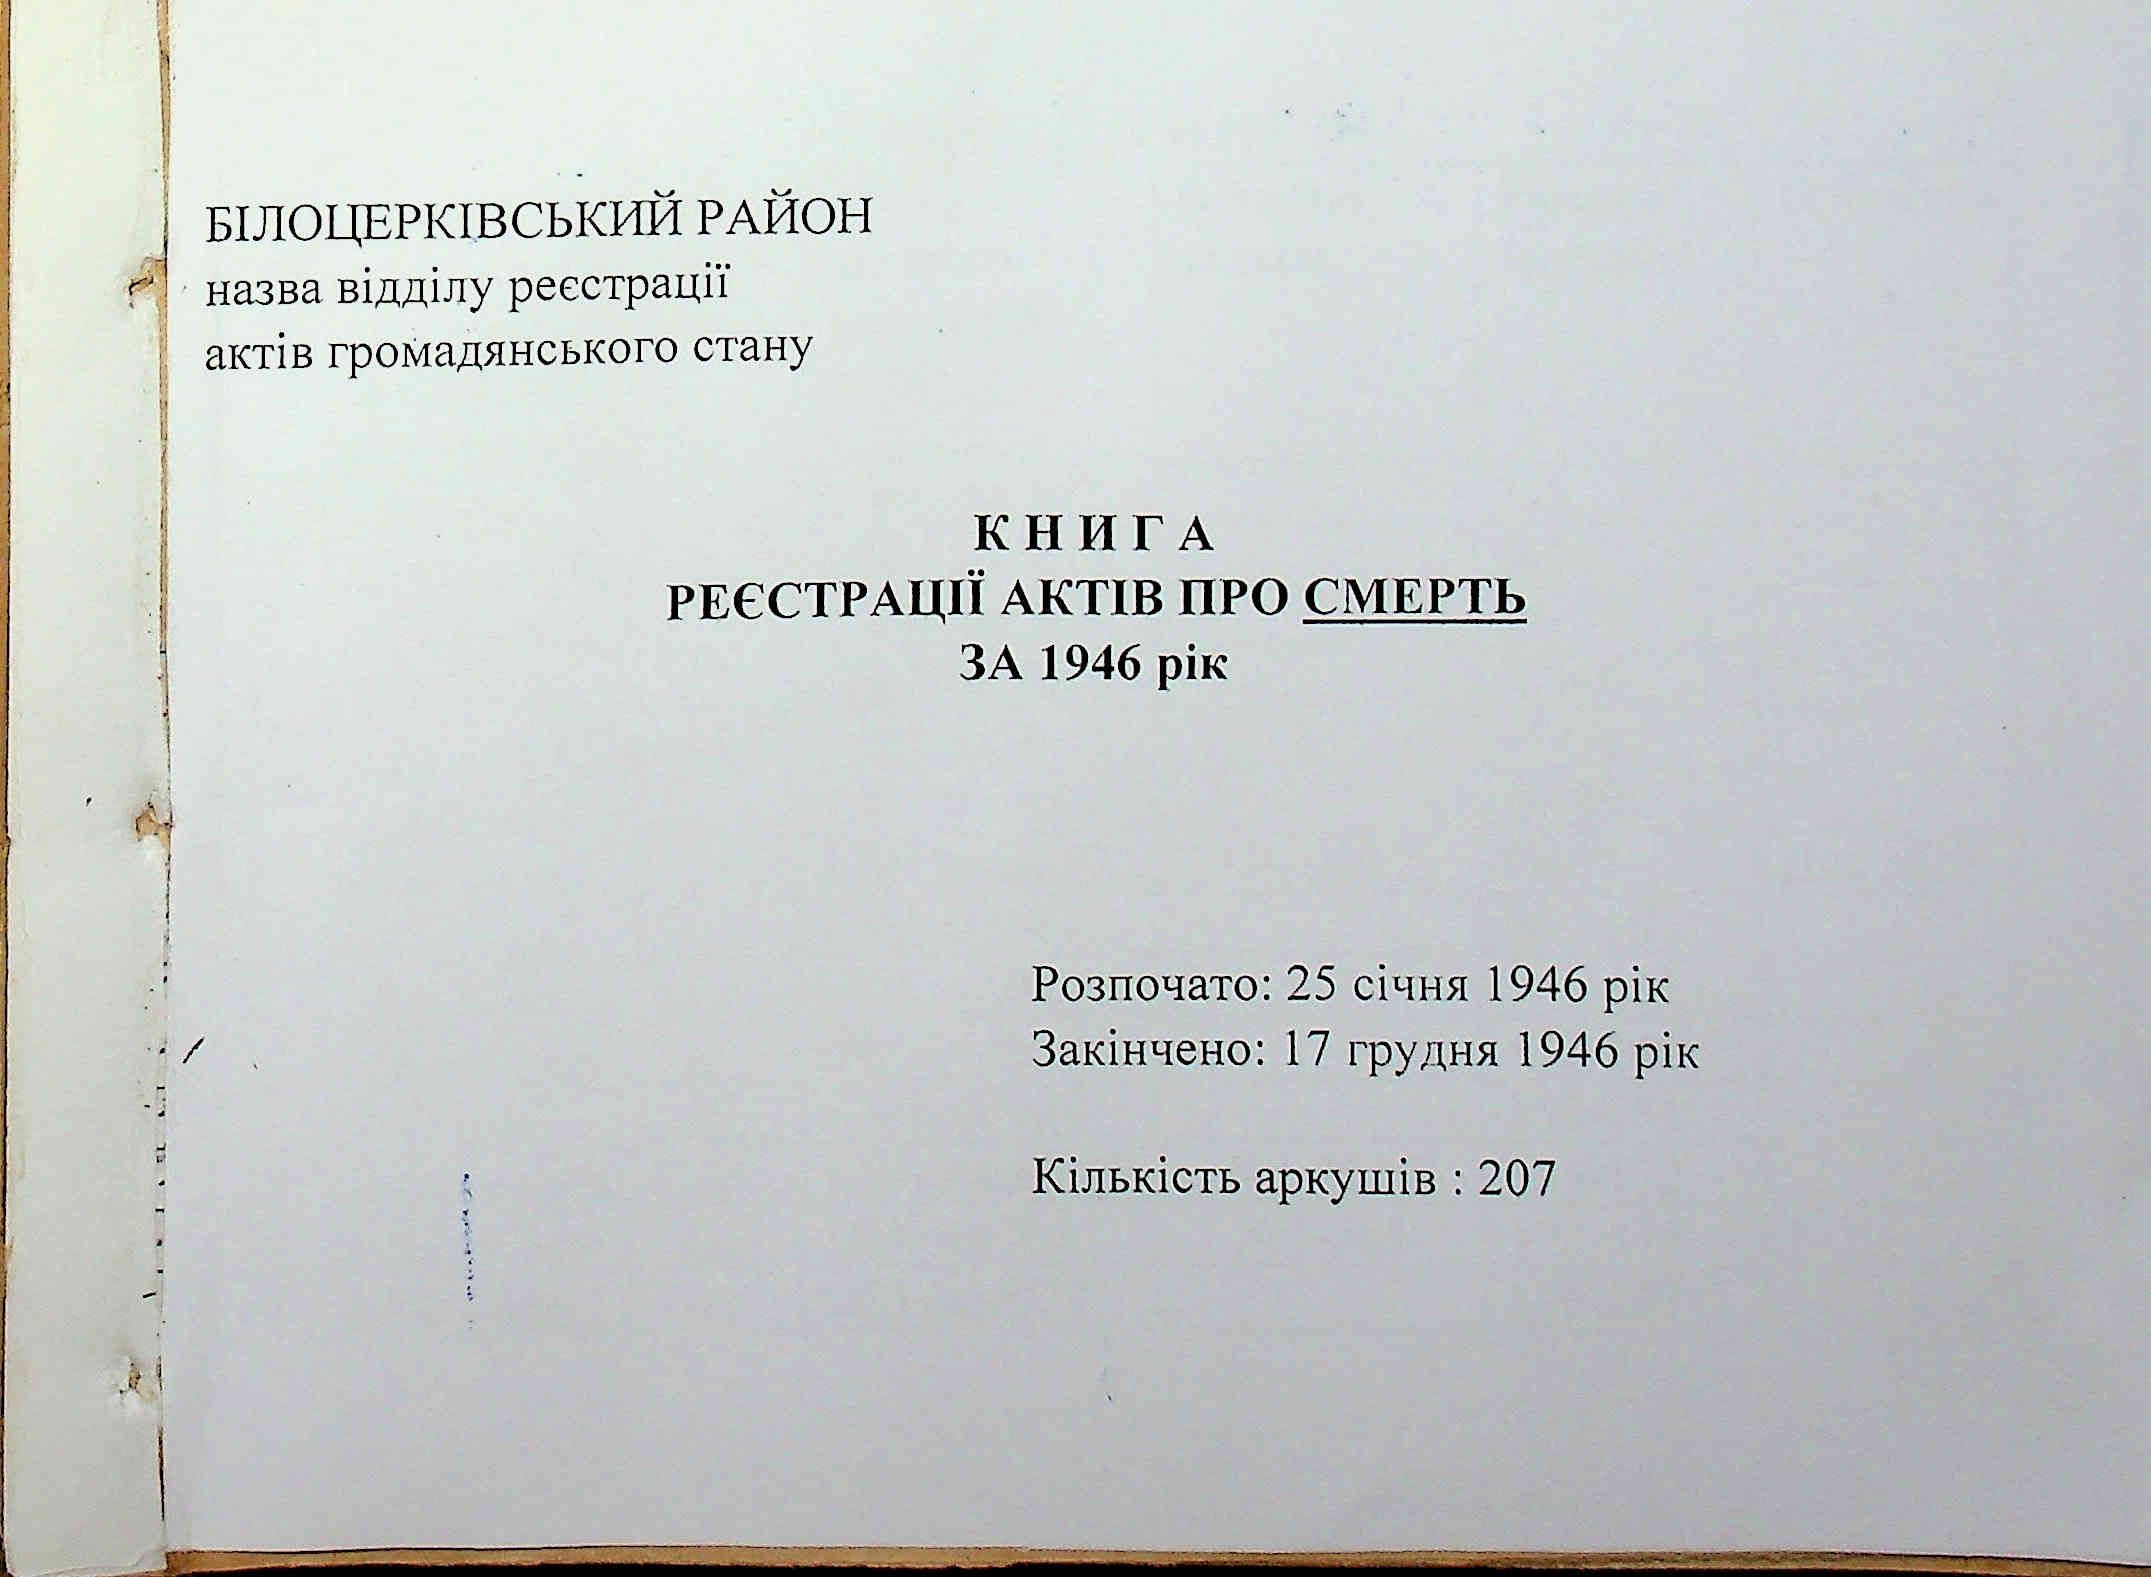 БІЛОЦЕРКІВСЬКИЙ РАЙОН
назва відділу реєстрації
актів громадянського стану
К Н И Г А
РЕЄСТРАЦІЇ АКТІВ ПРО СМЕРТЬ
ЗА 1946 рік
Розпочато: 25 січня 1946 рік
Закінчено: 17 грудня 1946 рік
Кількість аркушів : 207